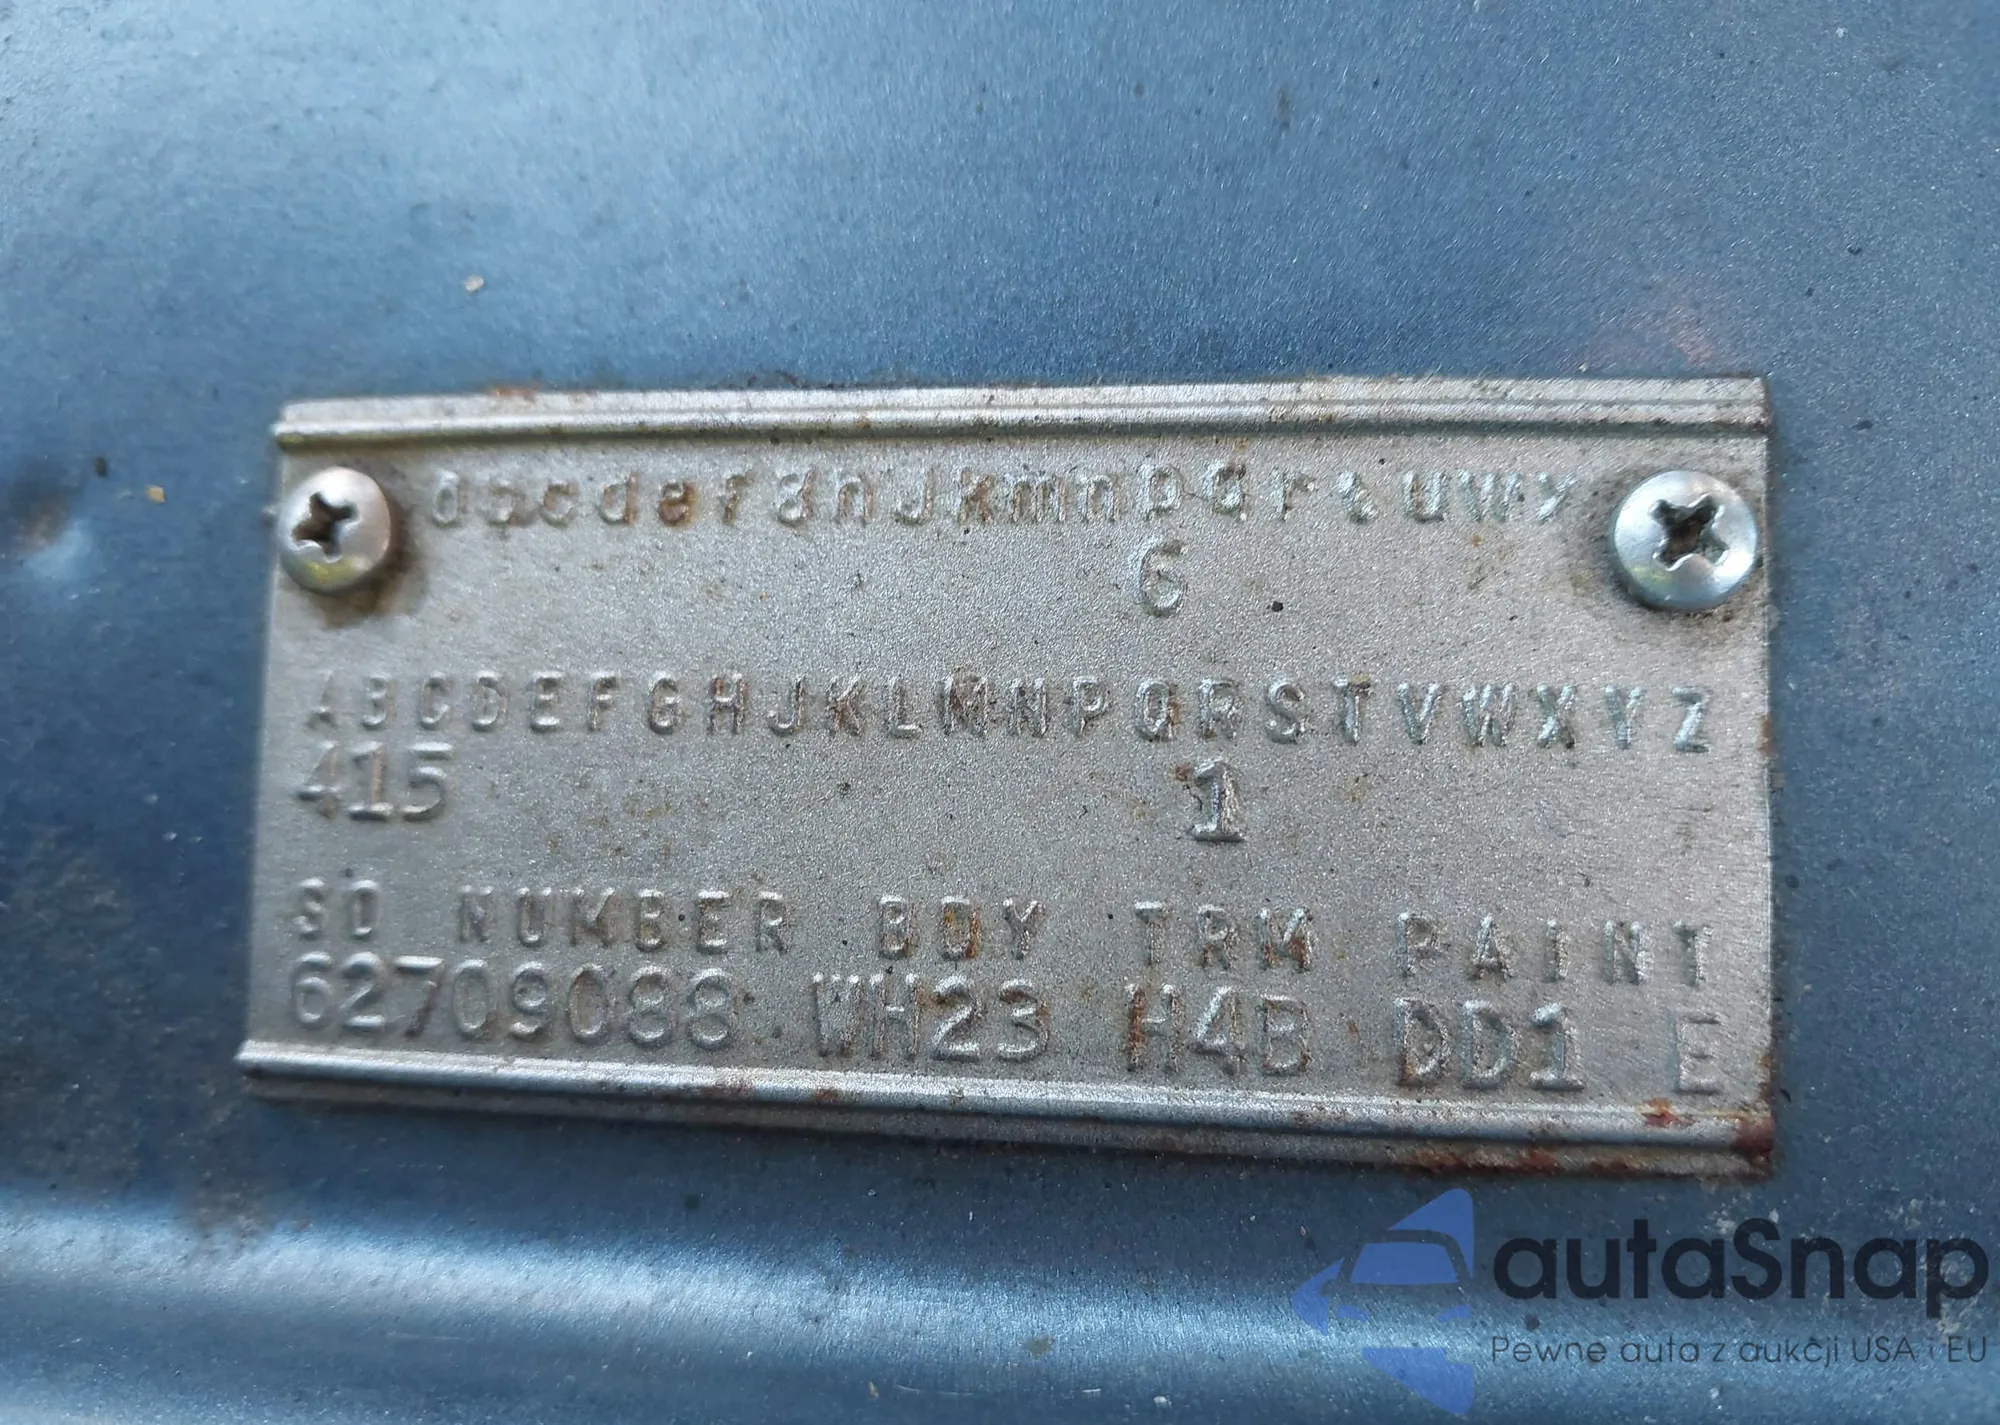 abcdefghJkmnpqrtuwx
6
ABCDEFGHJKLMNPQRSTVWXYZ
415 1
SO NUMBER BDY TRM PAINT
62709088 WH23 H4B DD1 E
autaSnap
Pewne auta z aukcji USA i EU